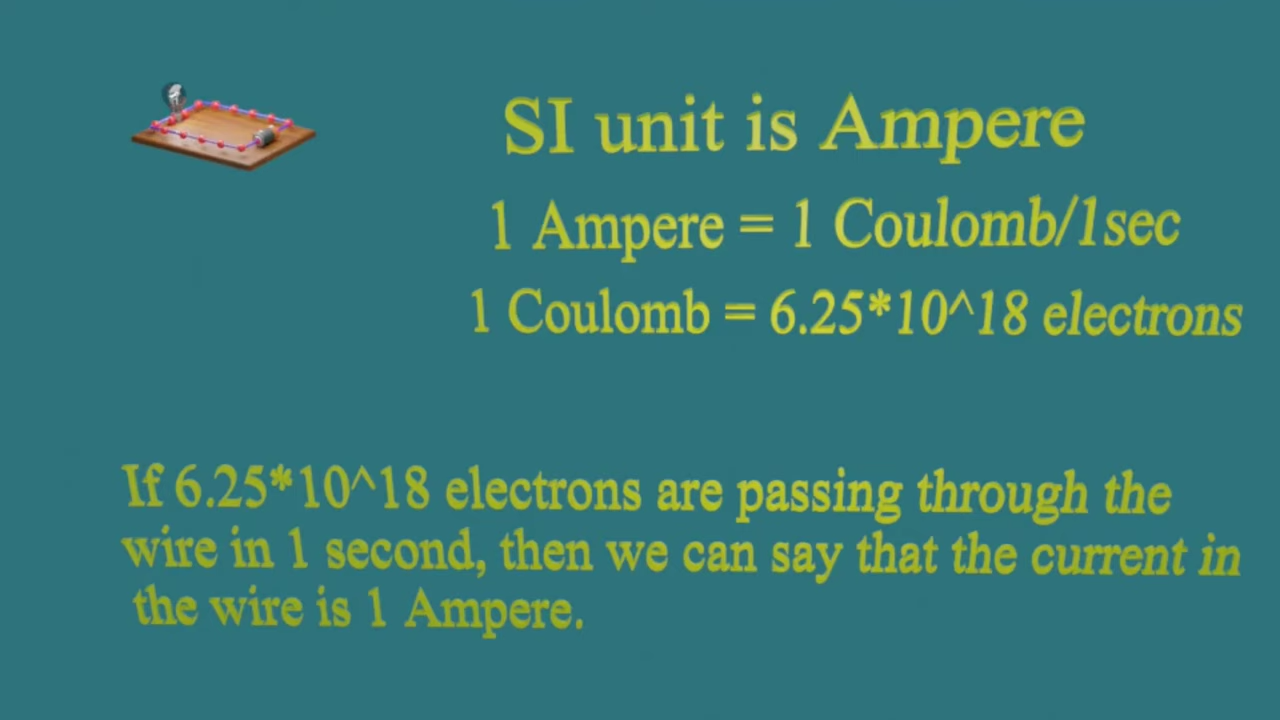 SI unit is Ampere
1 Ampere = 1 Coulomb/1sec
1 Coulomb = 6.25*10^18 electrons
If 6.25*10^18 electrons are passing through the
wire in 1 second, then we can say that the current in
the wire is 1 Ampere.